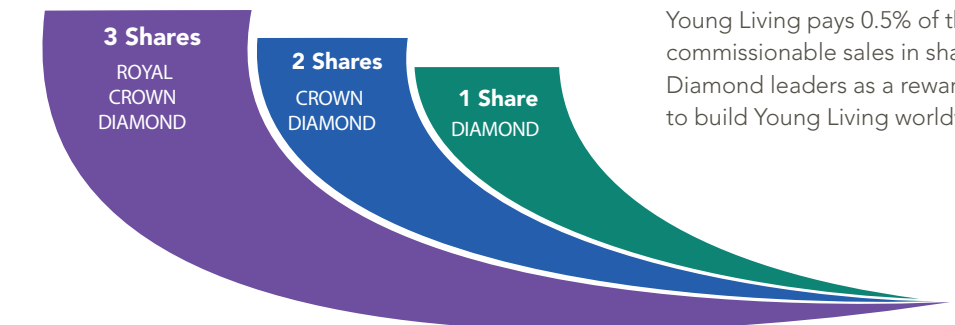 3 Shares
ROYAL
CROWN
DIAMOND
2 Shares
CROWN
DIAMOND
1 Share
DIAMOND
Young Living pays 0.5% of
commissionable sales in
Diamond leaders as a
to build Young Living